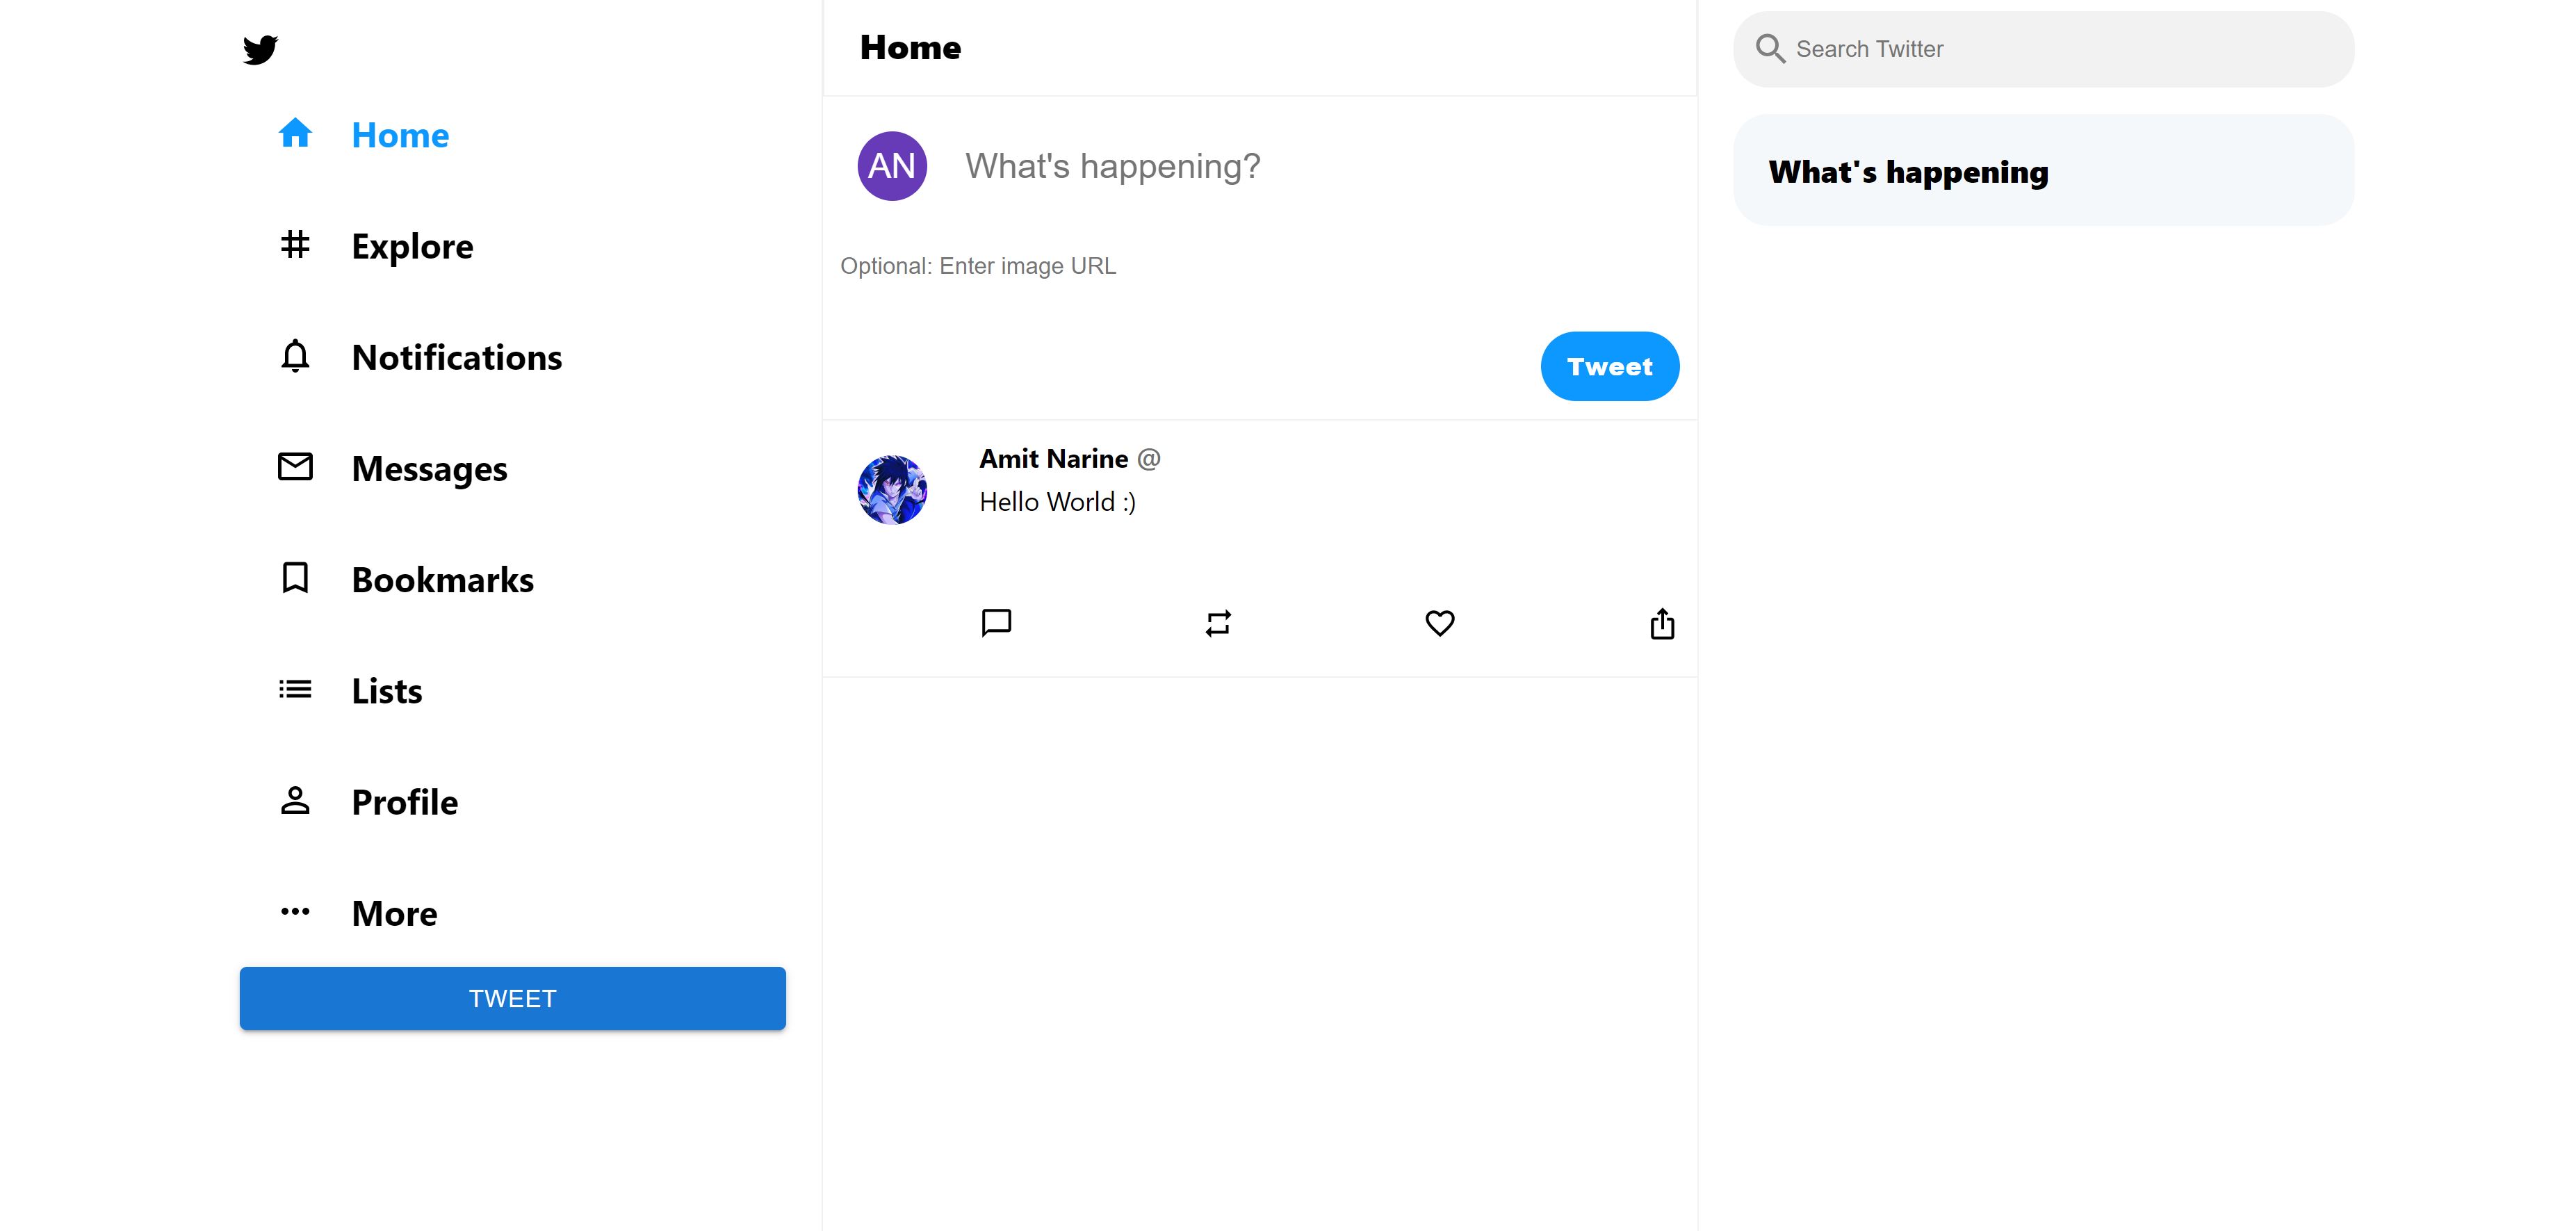 Home
Explore
Notifications
Messages
Bookmarks
Lists
Profile
More
TWEET
Home
AN
What's happening?
Optional: Enter image URL
Tweet
Amit Narine @
Hello World :)
Search Twitter
What's happening